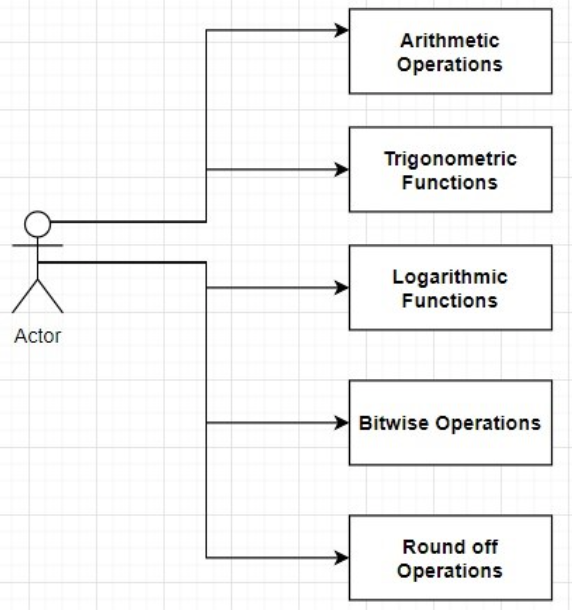 Arithmetic
Operations
Trigonometric
Functions
Logarithmic
Functions
Actor
Bitwise Operations
Round off
Operations